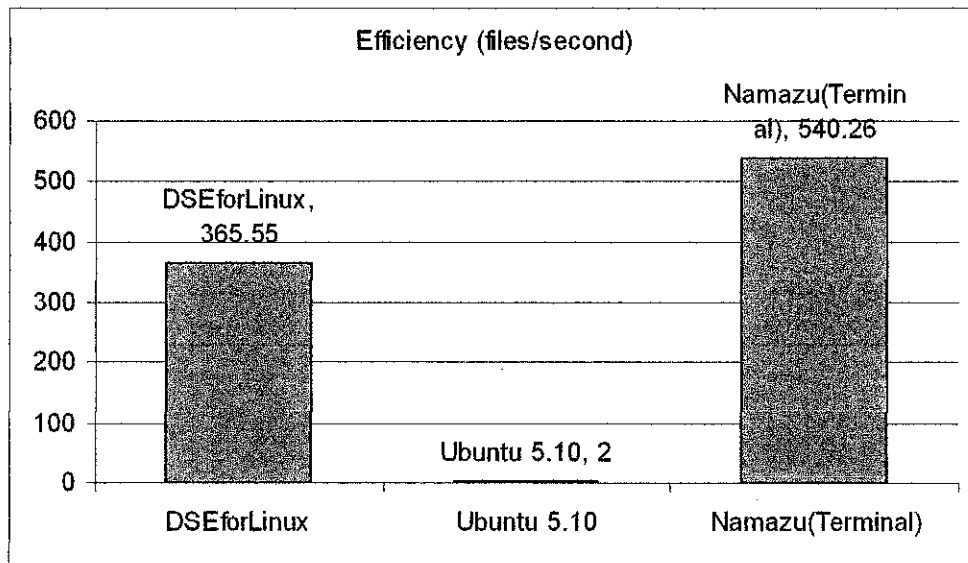 Efficiency (files/second)
Namazu(Termin
al), 540.26
600
500
DSEforLinux,
365.55
400
300
200
100
Ubuntu 5.10, 2
0
DSEforLinux
Ubuntu 5.10
Namazu(Terminal)